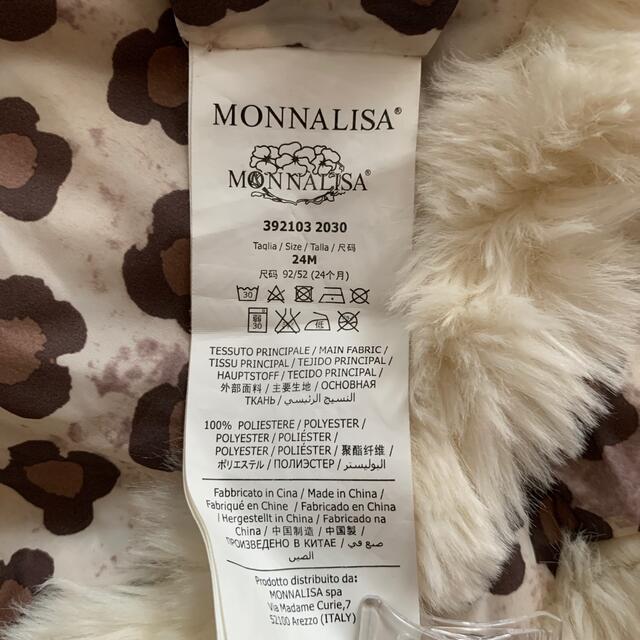 MONNALISA®
MONNALISA®
392103 2030
Taglia / Size / Talla / 尺码
24M
尺码 92/52 (24个月)
30
弱 30 低
TESSUTO PRINCIPALE / MAIN FABRIC /
TISSU PRINCIPAL / TEJIDO PRINCIPAL /
HAUPTSTOFF / TECIDO PRINCIPAL /
外部面料 / 主要生地 / ОСНОВНАЯ
ТКАНЬ / النسيج الرئيسي
100% POLIESTERE / POLYESTER /
POLYESTER / POLIÉSTER /
POLYESTER / POLIÉSTER / 聚酯纤维 /
ポリエステル / ПОЛИЭСТЕР / البوليستر
Fabbricato in Cina / Made in China /
Fabriqué en Chine / Fabricado en China
/ Hergestellt in China / Fabricado na
China / 中国制造 / 中国製 /
ПРОИЗВЕДЕНО В КИТАЕ / صنع في
الصين
Prodotto distribuito da:
MONNALISA spa
Via Madame Curie,7
52100 Arezzo (ITALY)